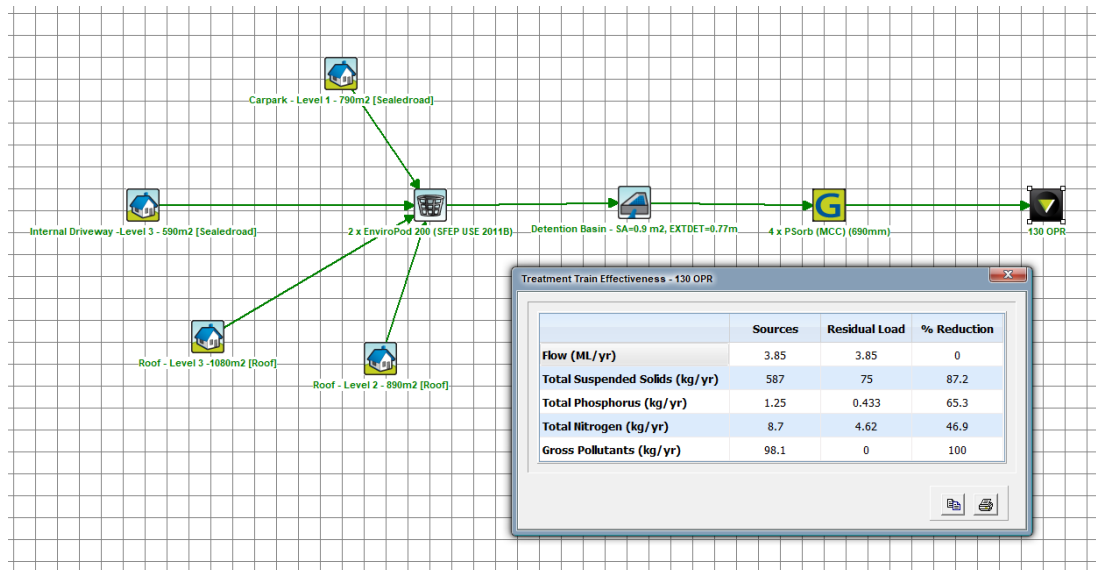 Carpark - Level 1 - 790m2 [Sealedroad]
Internal Driveway -Level 3 - 590m2 [Sealedroad]
2 x EnviroPod 200 (SFEP USE 2011B)
Detention Basin - SA=0.9 m2, EXTDET=0.77m
G
4 x PSorb (MCC) (690mm)
130 OPR
Roof - Level 3 -1080m2 [Roof]
Roof - Level 2 - 890m2 [Roof]
Treatment Train Effectiveness - 130 OPR
Sources Residual Load % Reduction
Flow (ML/yr) 3.85 3.85 0
Total Suspended Solids (kg/yr) 587 75 87.2
Total Phosphorus (kg/yr) 1.25 0.433 65.3
Total Nitrogen (kg/yr) 8.7 4.62 46.9
Gross Pollutants (kg/yr) 98.1 0 100